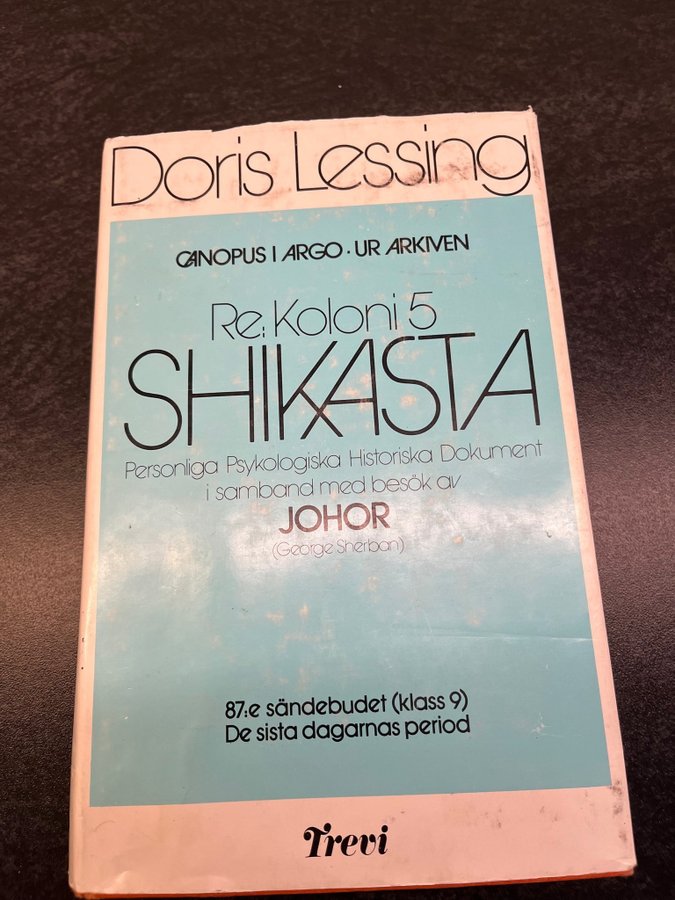 Doris Lessing
CANOPUS I ARGO · UR ARKIVEN
Re: Koloni 5
SHIKASTA
Personliga Psykologiska Historiska Dokument
i samband med besök av
JOHOR
(George Sherban)
87:e sändebudet (klass 9)
De sista dagarnas period
Trevi